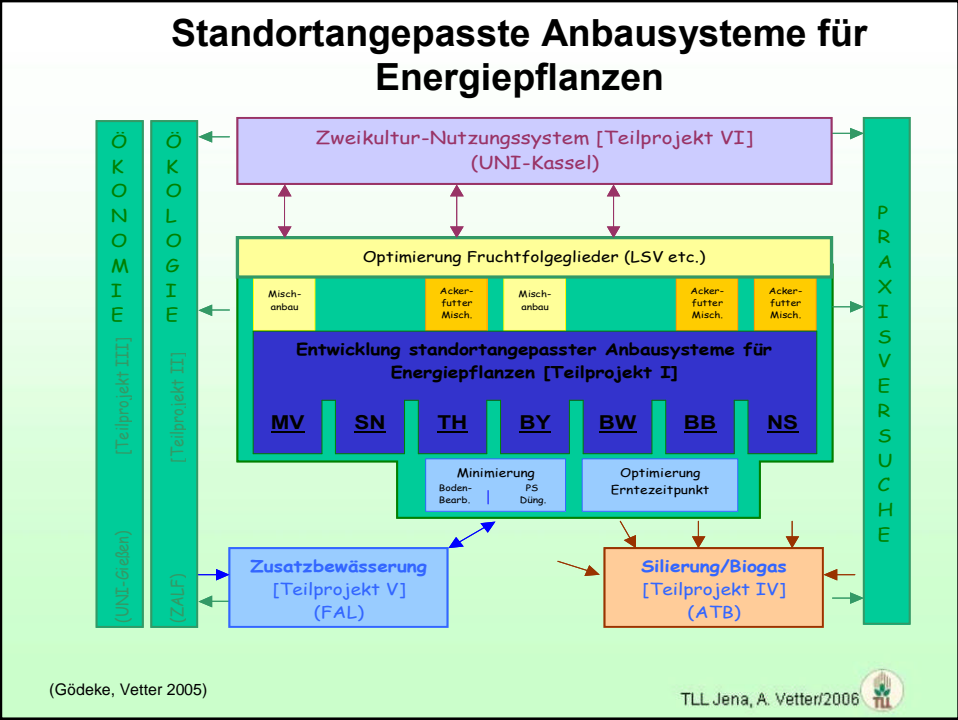 Standortangepasste Anbausysteme für
Energiepflanzen
ÖKONOMIE
[Teilprojekt III]
(UNI-Gießen)
ÖKOLOGIE
[Teilprojekt II]
(ZALF)
Zweikultur-Nutzungssystem [Teilprojekt VI]
(UNI-Kassel)
Optimierung Fruchtfolgeglieder (LSV etc.)
Misch-
anbau
Acker-
futter
Misch.
Misch-
anbau
Acker-
futter
Misch.
Acker-
futter
Misch.
Entwicklung standortangepasster Anbausysteme für
Energiepflanzen [Teilprojekt I]
MV SN TH BY BW BB NS
Minimierung
Boden-
Bearb.
PS
Düng.
Optimierung
Erntezeitpunkt
Zusatzbewässerung
[Teilprojekt V]
(FAL)
Silierung/Biogas
[Teilprojekt IV]
(ATB)
PRAXISVERSUCHE
(Gödeke, Vetter 2005)
TLL Jena, A. Vetter/2006
TLL